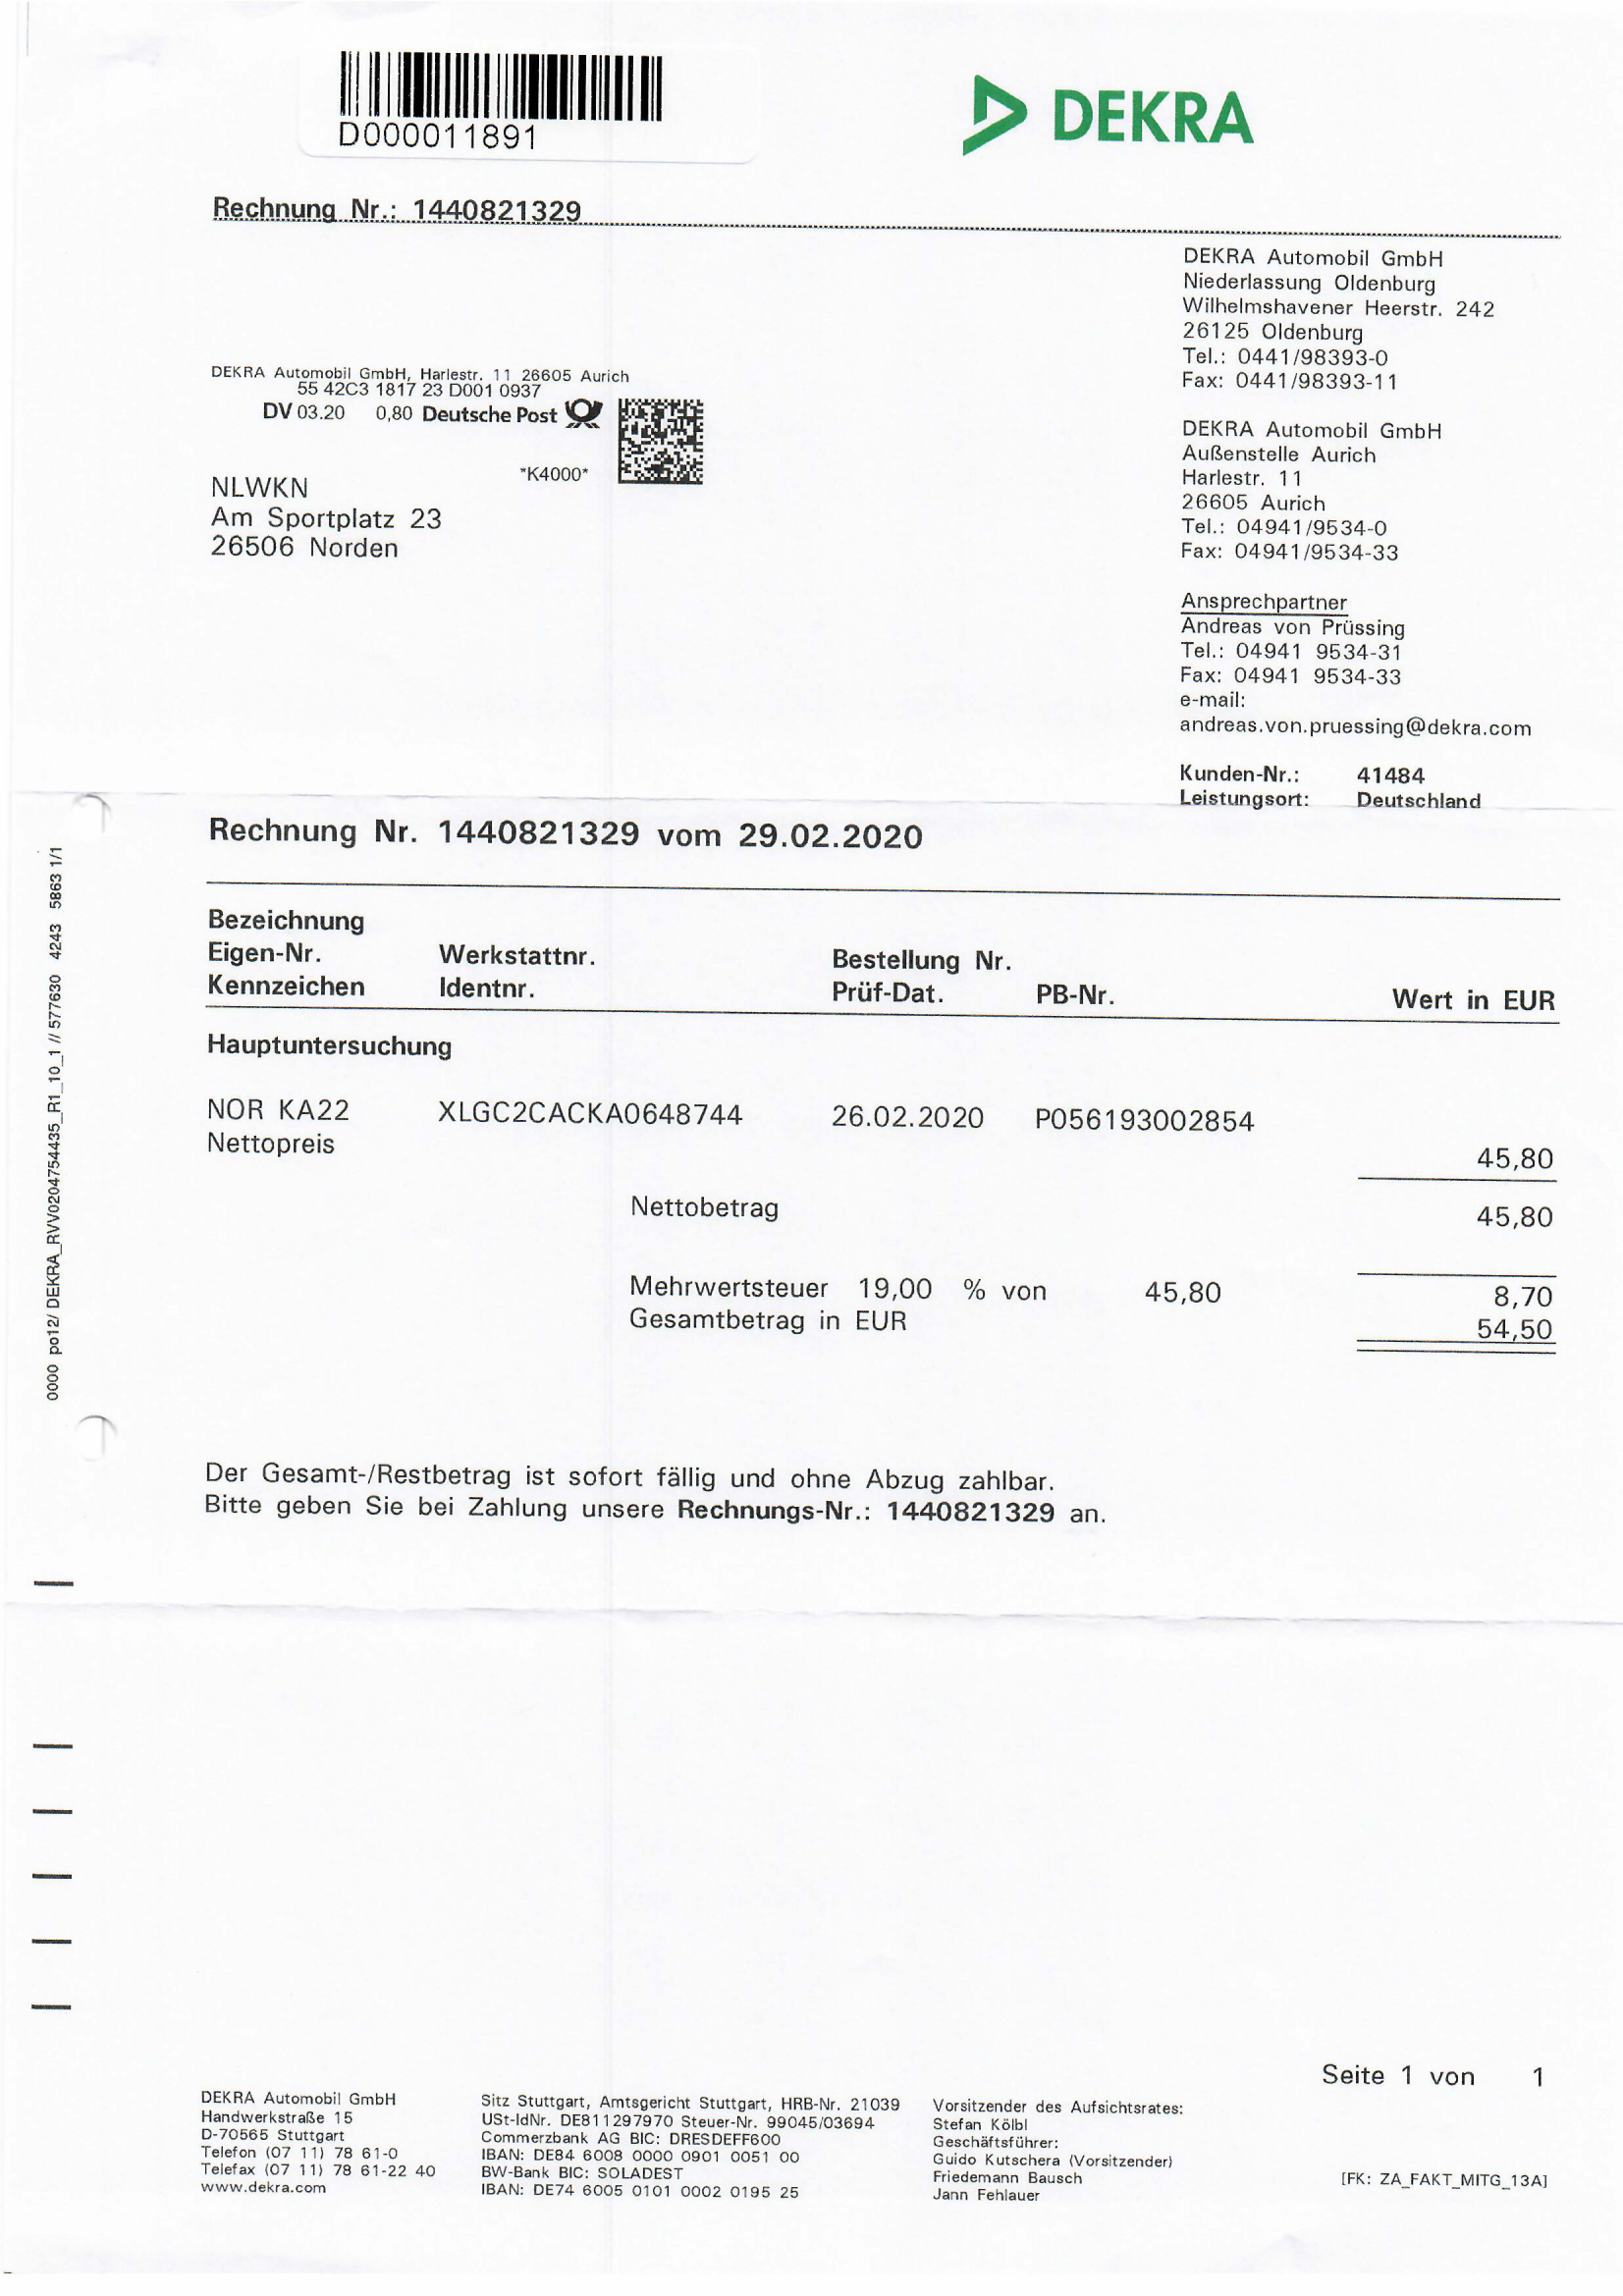 D000011891
DEKRA
Rechnung Nr.: 1440821329
DEKRA Automobil GmbH
Niederlassung Oldenburg
Wilhelmshavener Heerstr. 242
26125 Oldenburg
Tel.: 0441/98393-0
Fax: 0441/98393-11
DEKRA Automobil GmbH
Außenstelle Aurich
Harlestr. 11
26605 Aurich
Tel.: 04941/9534-0
Fax: 04941/9534-33
Ansprechpartner
Andreas von Prüssing
Tel.: 04941 9534-31
Fax: 04941 9534-33
e-mail:
andreas.von.pruessing@dekra.com
Kunden-Nr.: 41484
Leistungsort: Deutschland
DEKRA Automobil GmbH, Harlestr. 11 26605 Aurich
55 42C3 1817 23 D001 0937
DV 03.20 0,80 Deutsche Post
*K4000*
NLWKN
Am Sportplatz 23
26506 Norden
Rechnung Nr. 1440821329 vom 29.02.2020
Bezeichnung
Eigen-Nr. Werkstattnr. Bestellung Nr.
Kennzeichen Identnr. Prüf-Dat. PB-Nr. Wert in EUR
Hauptuntersuchung
NOR KA22 XLGC2CACKA0648744 26.02.2020 P056193002854
Nettopreis 45,80
Nettobetrag 45,80
Mehrwertsteuer 19,00 % von 45,80 8,70
Gesamtbetrag in EUR 54,50
Der Gesamt-/Restbetrag ist sofort fällig und ohne Abzug zahlbar.
Bitte geben Sie bei Zahlung unsere Rechnungs-Nr.: 1440821329 an.
0000 po12/ DEKRA_RVV0204754435_R1_10_1 // 577630 4243 5863 1/1
Seite 1 von 1
DEKRA Automobil GmbH
Handwerkstraße 15
D-70565 Stuttgart
Telefon (07 11) 78 61-0
Telefax (07 11) 78 61-22 40
www.dekra.com
Sitz Stuttgart, Amtsgericht Stuttgart, HRB-Nr. 21039
USt-IdNr. DE811297970 Steuer-Nr. 99045/03694
Commerzbank AG BIC: DRESDEFF600
IBAN: DE84 6008 0000 0901 0051 00
BW-Bank BIC: SOLADEST
IBAN: DE74 6005 0101 0002 0195 25
Vorsitzender des Aufsichtsrates:
Stefan Kölbl
Geschäftsführer:
Guido Kutschera (Vorsitzender)
Friedemann Bausch
Jann Fehlauer
[FK: ZA_FAKT_MITG_13A]